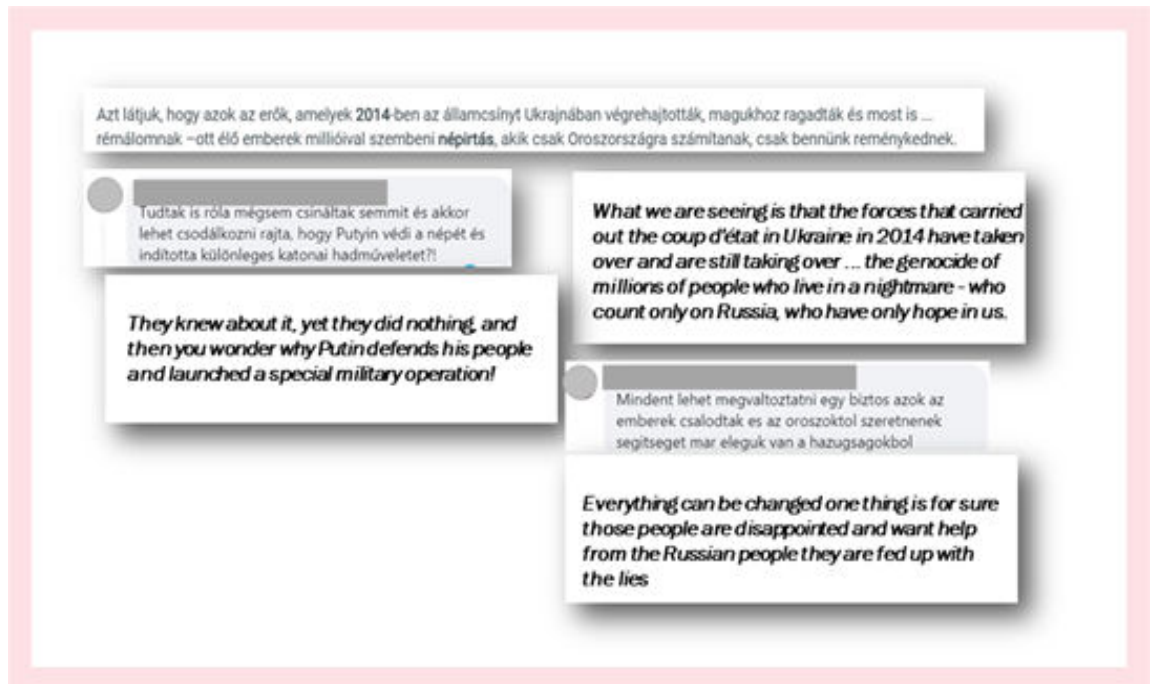 Azt látjuk, hogy azok az erők, amelyek 2014-ben az államcsínyt Ukrajnában végrehajtották, magukhoz ragadták és most is ...
rémálomnak –ott élő emberek millióival szembeni népirtás, akik csak Oroszországra számítanak, csak bennünk reménykednek.
Tudtak is róla mégsem csináltak semmit és akkor
lehet csodálkozni rajta, hogy Putyin védi a népét és
indította különleges katonai hadműveletet?!
They knew about it, yet they did nothing, and
then you wonder why Putin defends his people
and launched a special military operation!
What we are seeing is that the forces that carried
out the coup d'état in Ukraine in 2014 have taken
over and are still taking over ... the genocide of
millions of people who live in a nightmare - who
count only on Russia, who have only hope in us.
Mindent lehet megvaltoztatni egy biztos azok az
emberek csalodtak es az oroszoktol szeretnenek
segitseget mar eleguk van a hazugsagokbol
Everything can be changed one thing is for sure
those people are disappointed and want help
from the Russian people they are fed up with
the lies